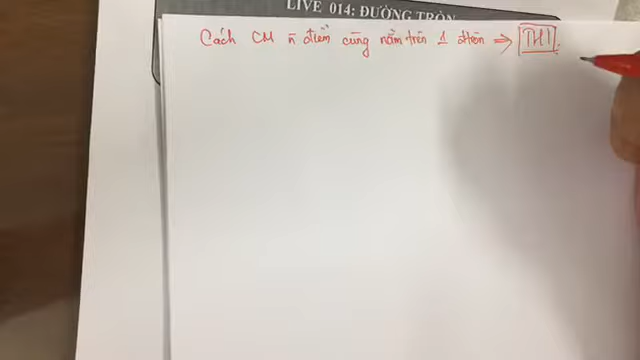 LIVE 014: ĐƯỜNG TRÒN
Cách CM n điểm cùng nằm trên 1 đtròn ⇒ TH1